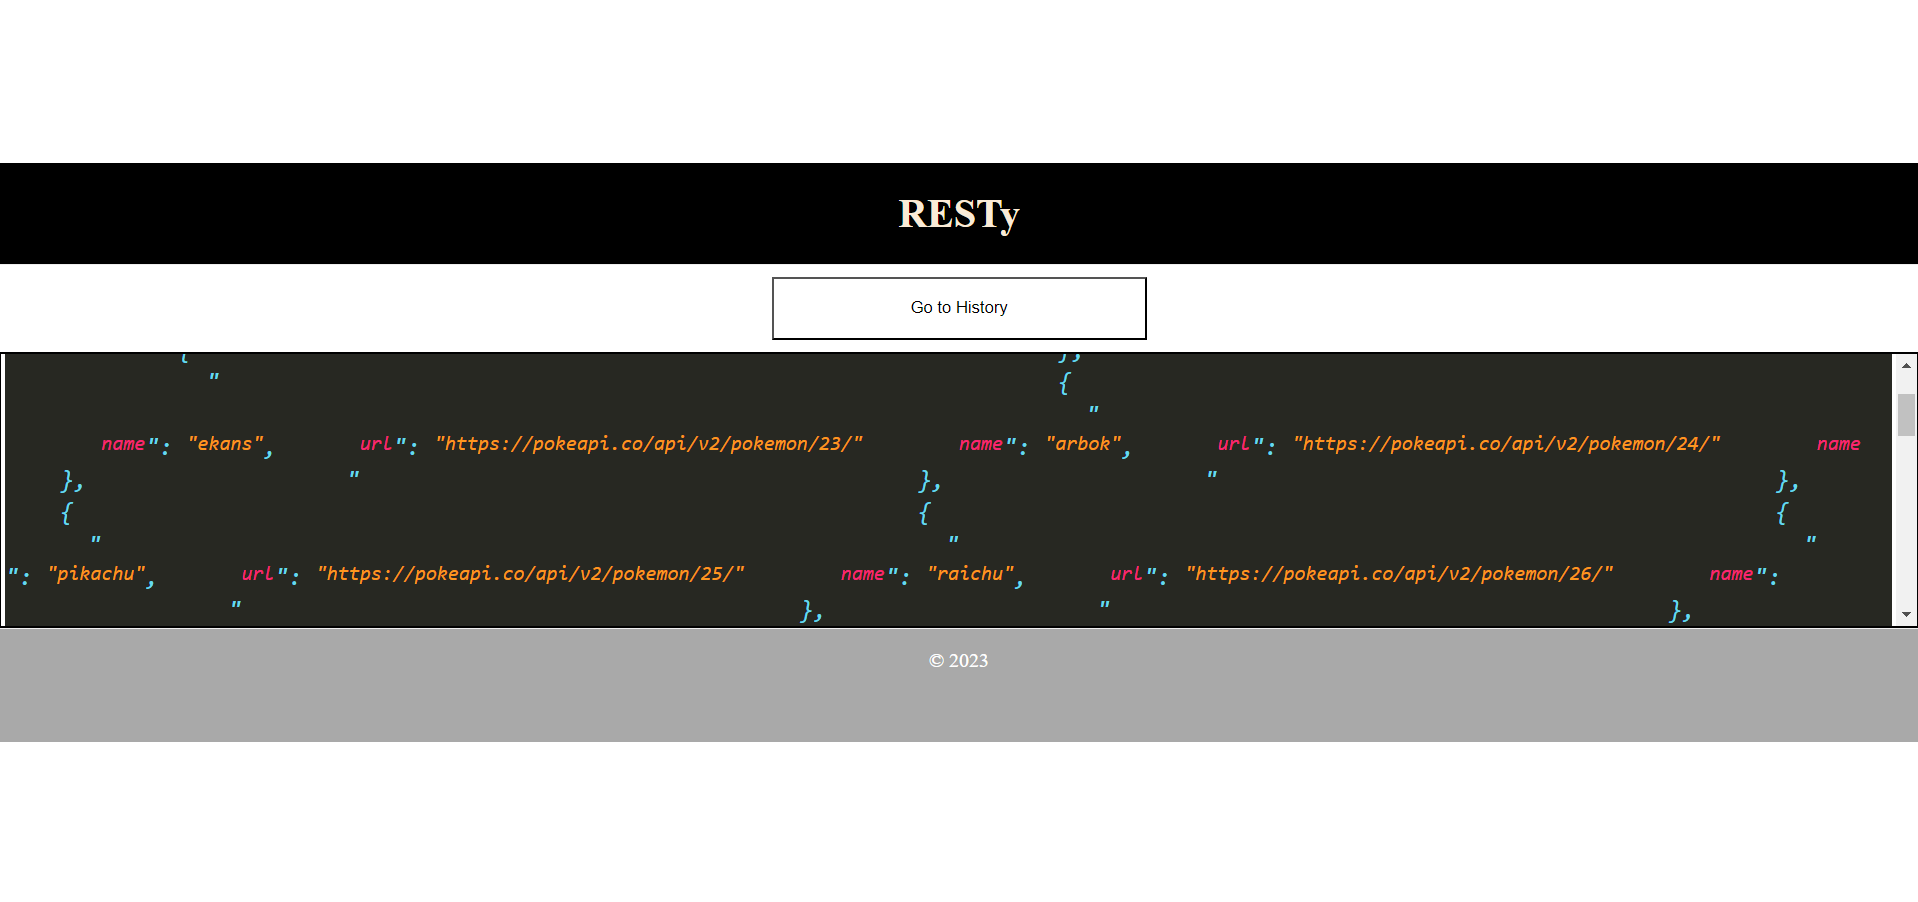 RESTy
Go to History
{ },
" {
"
name": "ekans", url": "https://pokeapi.co/api/v2/pokemon/23/" name": "arbok", url": "https://pokeapi.co/api/v2/pokemon/24/" name
}, " }, " },
{ { {
" " "
": "pikachu", url": "https://pokeapi.co/api/v2/pokemon/25/" name": "raichu", url": "https://pokeapi.co/api/v2/pokemon/26/" name":
" }, " },
© 2023